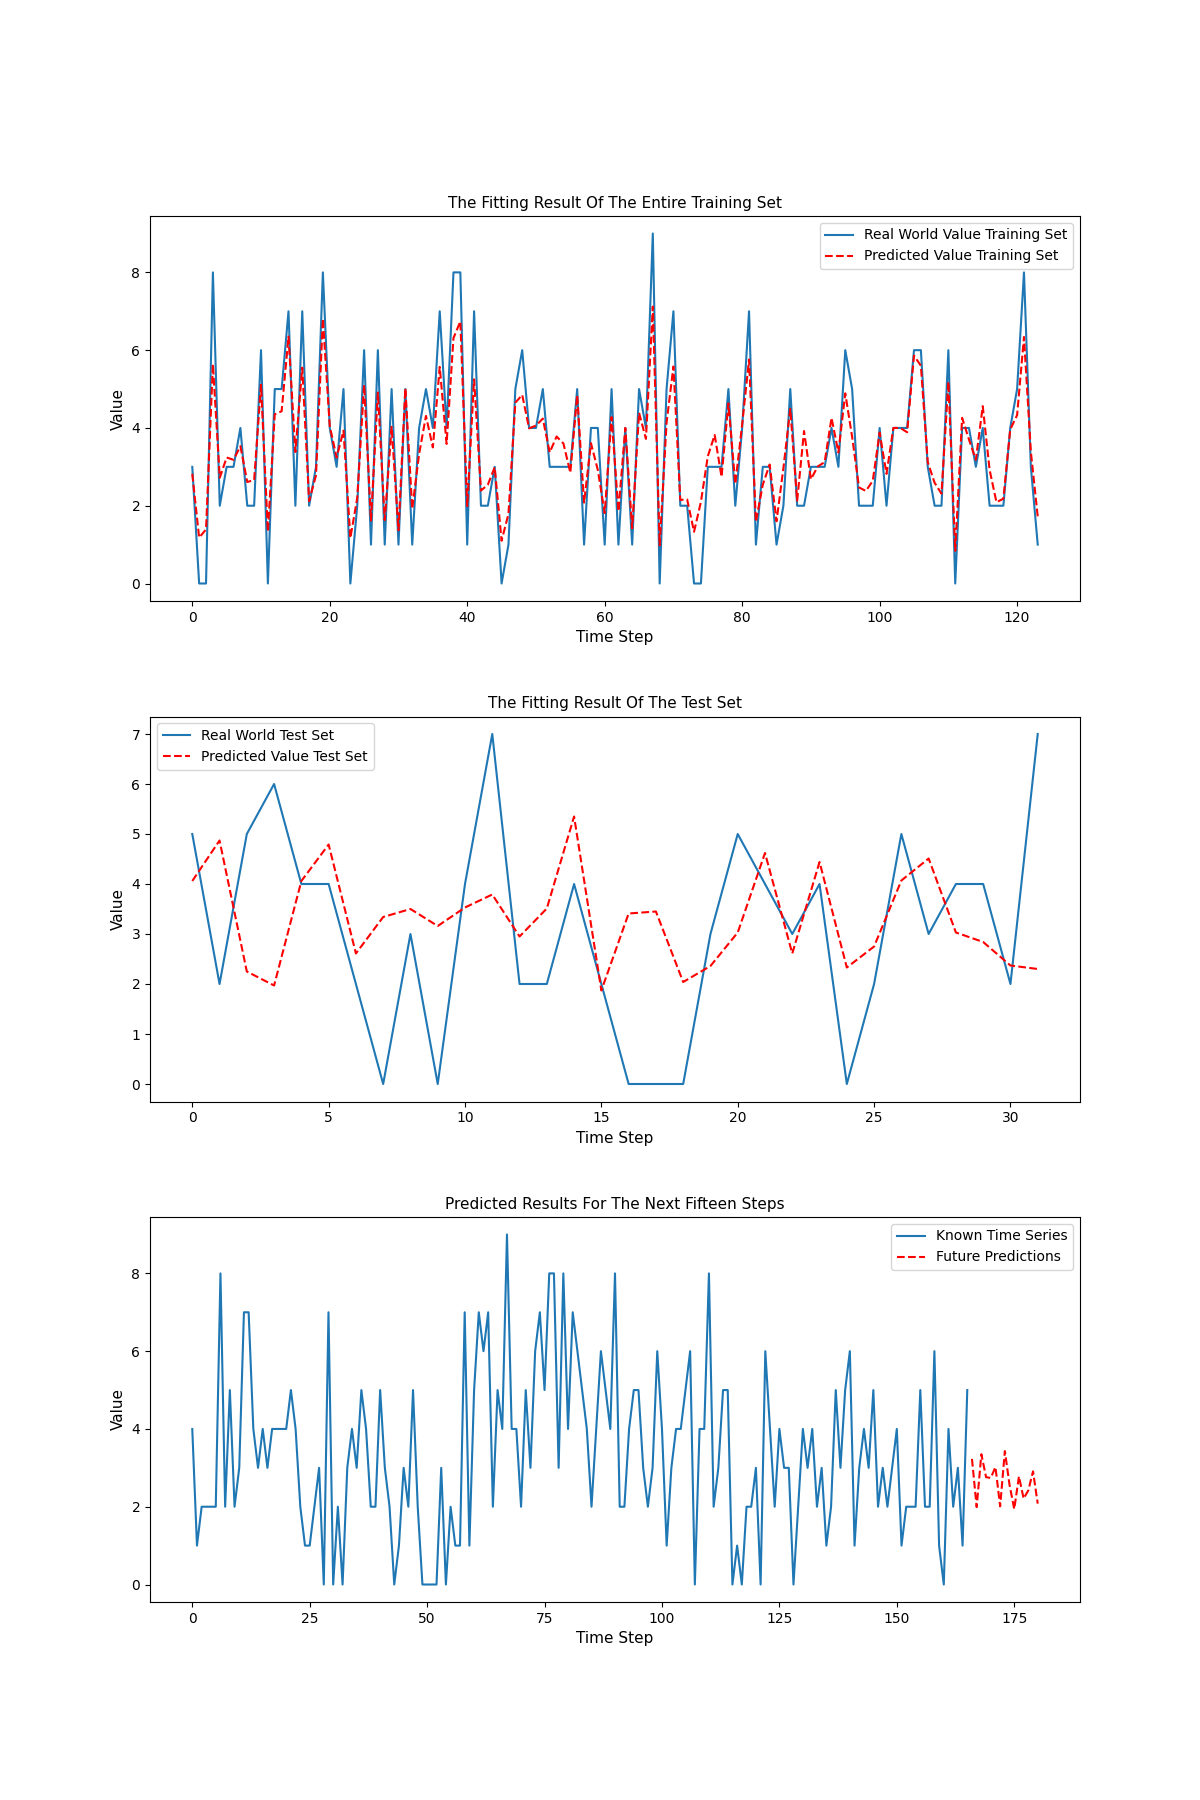 The Fitting Result Of The Entire Training Set
Real World Value Training Set
Predicted Value Training Set
Value
8
6
4
2
0
0 20 40 60 80 100 120
Time Step
The Fitting Result Of The Test Set
Real World Test Set
Predicted Value Test Set
Value
7
6
5
4
3
2
1
0
0 5 10 15 20 25 30
Time Step
Predicted Results For The Next Fifteen Steps
Known Time Series
Future Predictions
Value
8
6
4
2
0
0 25 50 75 100 125 150 175
Time Step